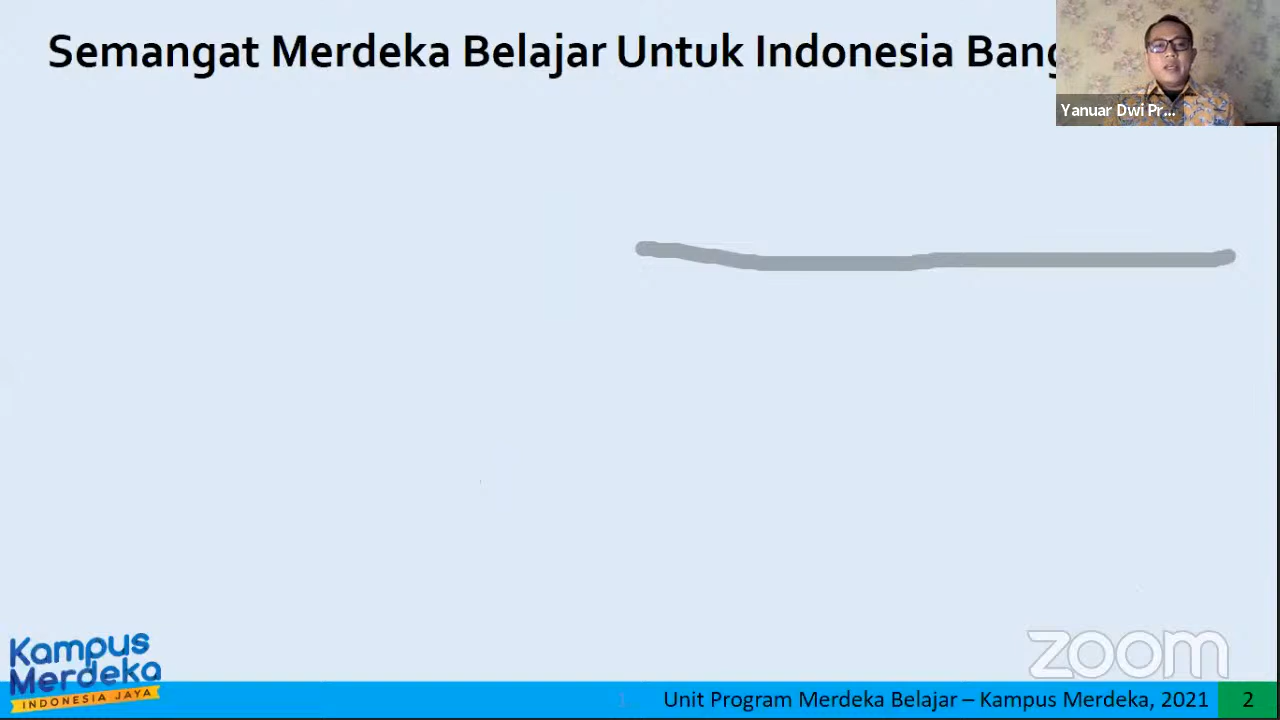 Semangat Merdeka Belajar Untuk Indonesia Bang
Yanuar Dwi Pr...
Kampus
Merdeka
INDONESIA JAYA
zoom
1
Unit Program Merdeka Belajar – Kampus Merdeka, 2021
2